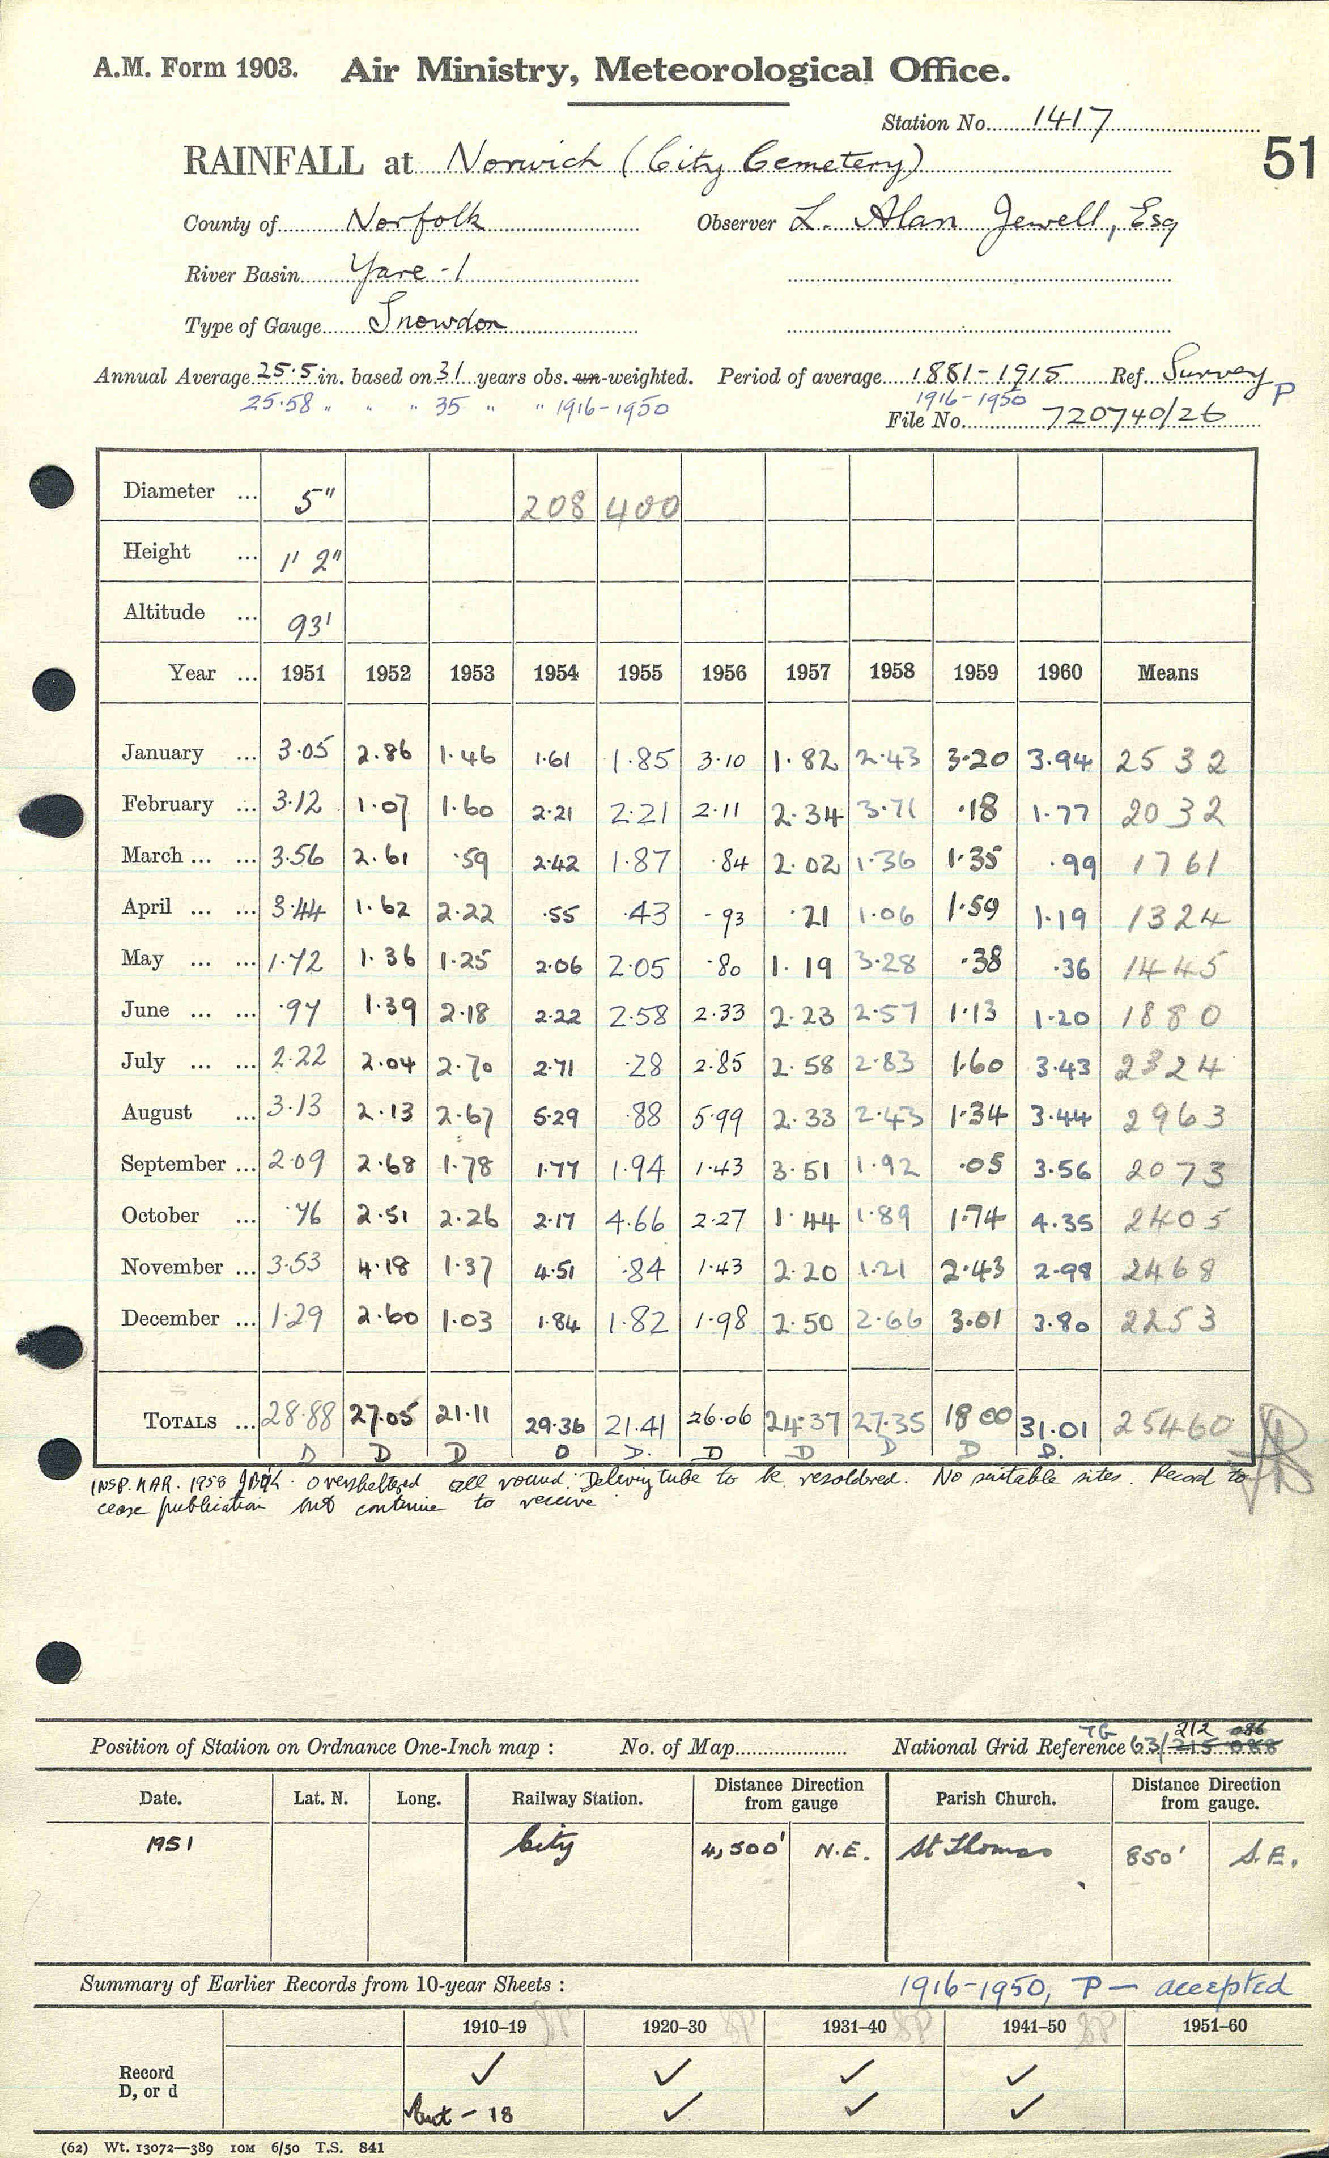 A.M. Form 1903. Air Ministry, Meteorological Office.
Station No. 1417
51
RAINFALL at Norwich (City Cemetery)
County of Norfolk Observer L. Alan Jewell, Esq
River Basin Yare - 1
Type of Gauge Snowdon
Annual Average 25.5 in. based on 31 years obs. un-weighted. Period of average 1881-1915 Ref. Survey P
25.58 " " " 35 " " 1916-1950 1916-1950
File No. 720740/26
Diameter ... 5" 208 400
Height ... 1' 2"
Altitude ... 93'
Year ... 1951 1952 1953 1954 1955 1956 1957 1958 1959 1960 Means
January ... 3.05 2.86 1.46 1.61 1.85 3.10 1.82 2.43 3.20 3.94 2532
February ... 3.12 1.07 1.60 2.21 2.21 2.11 2.34 3.71 .18 1.77 2032
March ... ... 3.56 2.61 .59 2.42 1.87 .84 2.02 1.36 1.35 .99 1761
April ... ... 3.44 1.62 2.22 .55 .43 .93 .21 1.06 1.59 1.19 1324
May ... ... 1.72 1.36 1.25 2.06 2.05 .80 1.19 3.28 .38 .36 1445
June ... ... .97 1.39 2.18 2.22 2.58 2.33 2.23 2.57 1.13 1.20 1880
July ... ... 2.22 2.04 2.70 2.71 .28 2.85 2.58 2.83 1.60 3.43 2324
August ... 3.13 2.13 2.67 5.29 .88 5.99 2.33 2.43 1.34 3.44 2963
September ... 2.09 2.68 1.78 1.77 1.94 1.43 3.51 1.92 .05 3.56 2073
October ... .76 2.51 2.26 2.17 4.66 2.27 1.44 1.89 1.74 4.35 2405
November ... 3.53 4.18 1.37 4.51 .84 1.43 2.20 1.21 2.43 2.98 2468
December ... 1.29 2.60 1.03 1.84 1.82 1.98 2.50 2.66 3.01 3.80 2253
TOTALS ... 28.88 27.05 21.11 29.36 21.41 26.06 24.37 27.35 18.00 31.01 25460
D D D D D. D D D D D.
INSP. MAR. 1958 oversheltered all round. Delivery tube to be resoldered. No suitable sites. Record to
cease publication but continue to receive
Position of Station on Ordnance One-Inch map : No. of Map National Grid Reference TG 63/ 215 088 212 086
Date. Lat. N. Long. Railway Station. Distance Direction from gauge Parish Church. Distance Direction from gauge.
1951 City 4,500' N.E. St Thomas 850' S.E.
Summary of Earlier Records from 10-year Sheets : 1916-1950, P — accepted
1910–19 1920–30 1931–40 1941–50 1951–60
Record ✓ ✓ ✓ ✓
D, or d - 18 ✓ ✓ ✓
(62) Wt. 13072—389 IOM 6/50 T.S. 841